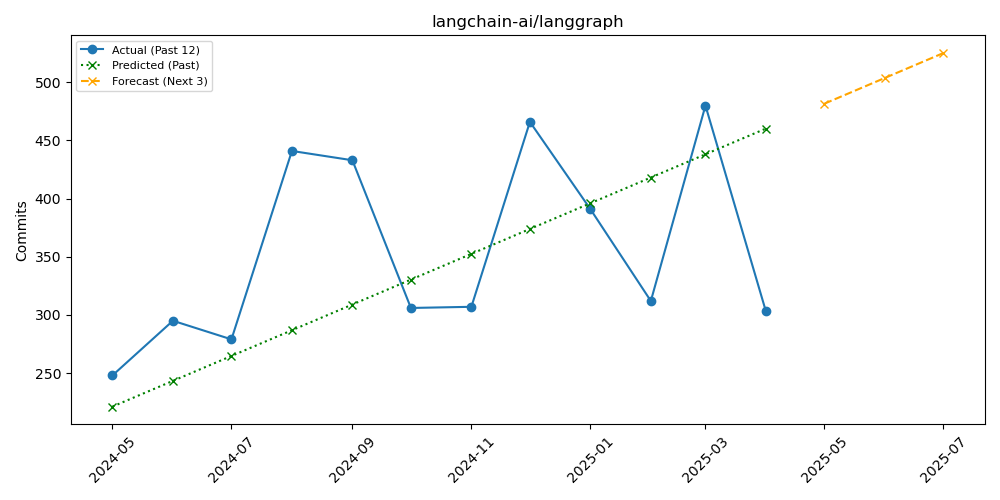 langchain-ai/langgraph
Actual (Past 12)
Predicted (Past)
Forecast (Next 3)
Commits
500
450
400
350
300
250
2024-05
2024-07
2024-09
2024-11
2025-01
2025-03
2025-05
2025-07